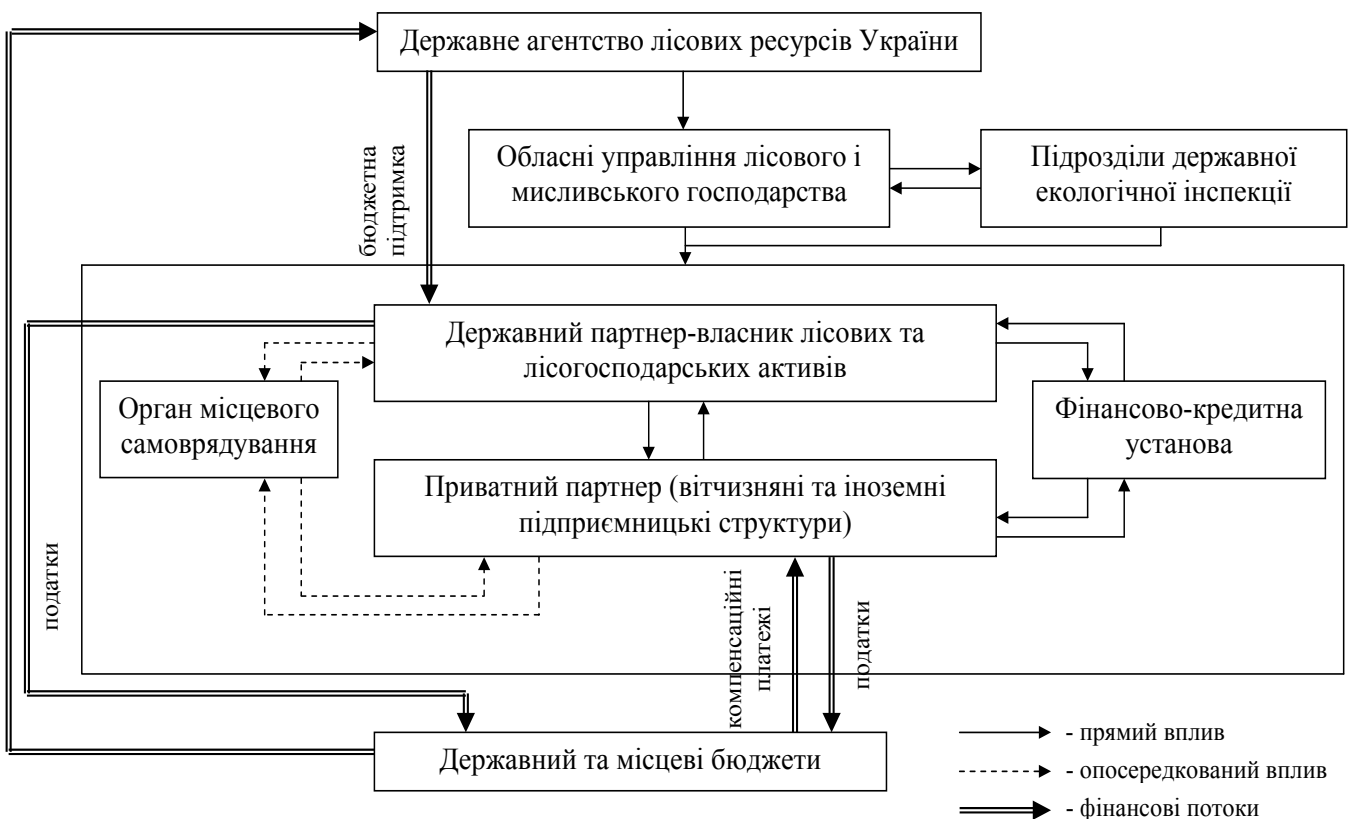 Державне агентство лісових ресурсів України
бюджетна
підтримка
Обласні управління лісового і
мисливського господарства
Підрозділи державної
екологічної інспекції
Державний партнер-власник лісових та
лісогосподарських активів
Орган місцевого
самоврядування
Фінансово-кредитна
установа
Приватний партнер (вітчизняні та іноземні
підприємницькі структури)
податки
компенсаційні
платежі
податки
Державний та місцеві бюджети
- прямий вплив
- опосередкований вплив
- фінансові потоки